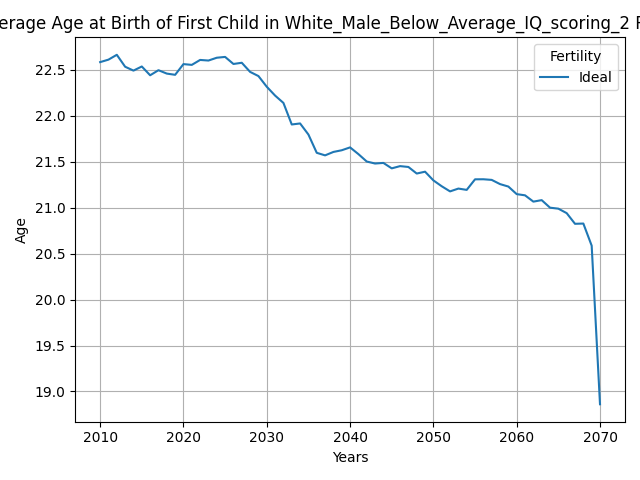 erage Age at Birth of First Child in White_Male_Below_Average_IQ_scoring_2
Fertility
Ideal
22.5
22.0
21.5
21.0
20.5
20.0
19.5
19.0
Age
2010 2020 2030 2040 2050 2060 2070
Years